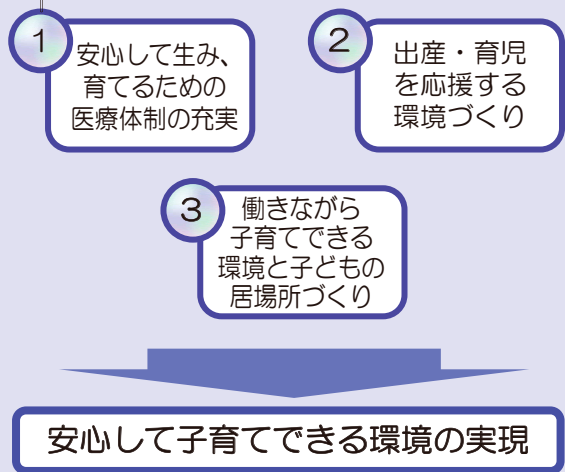 1
安心して生み、
育てるための
医療体制の充実
2
出産・育児
を応援する
環境づくり
3
働きながら
子育てできる
環境と子どもの
居場所づくり
安心して子育てできる環境の実現